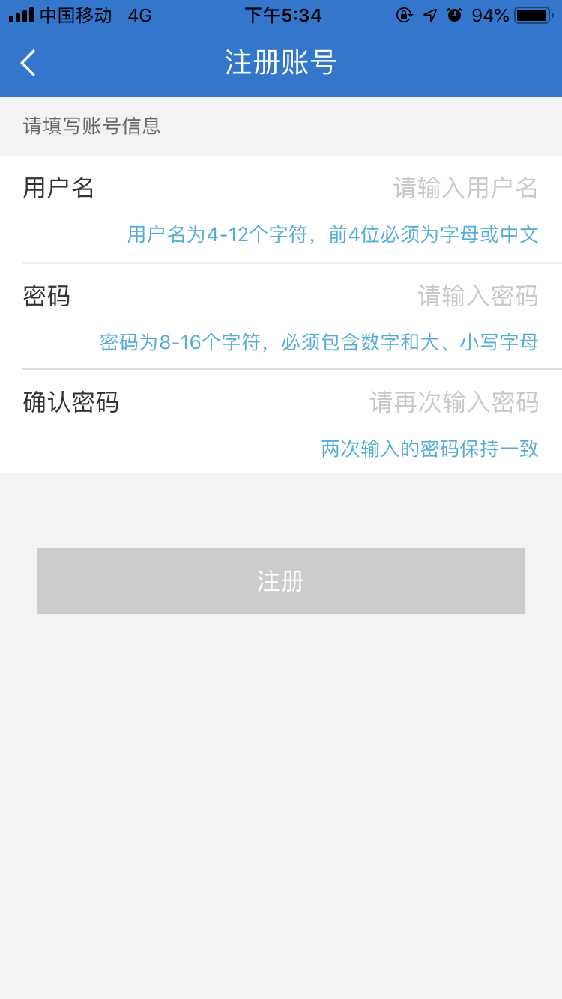 中国移动 4G 下午5:34 94%
注册账号
请填写账号信息
用户名 请输入用户名
用户名为4-12个字符，前4位必须为字母或中文
密码 请输入密码
密码为8-16个字符，必须包含数字和大、小写字母
确认密码 请再次输入密码
两次输入的密码保持一致
注册